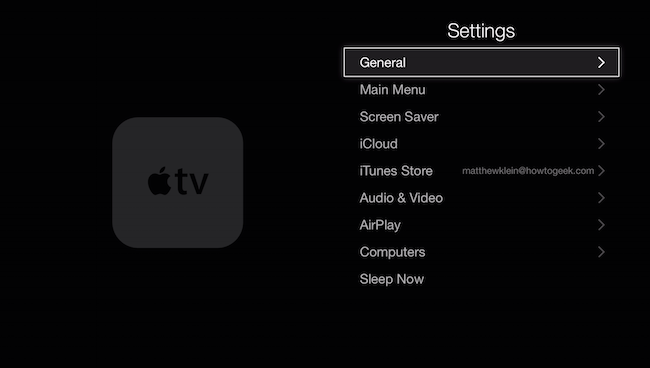 Settings
General
Main Menu
Screen Saver
iCloud
iTunes Store matthewklein@howtogeek.com
Audio & Video
AirPlay
Computers
Sleep Now
tv